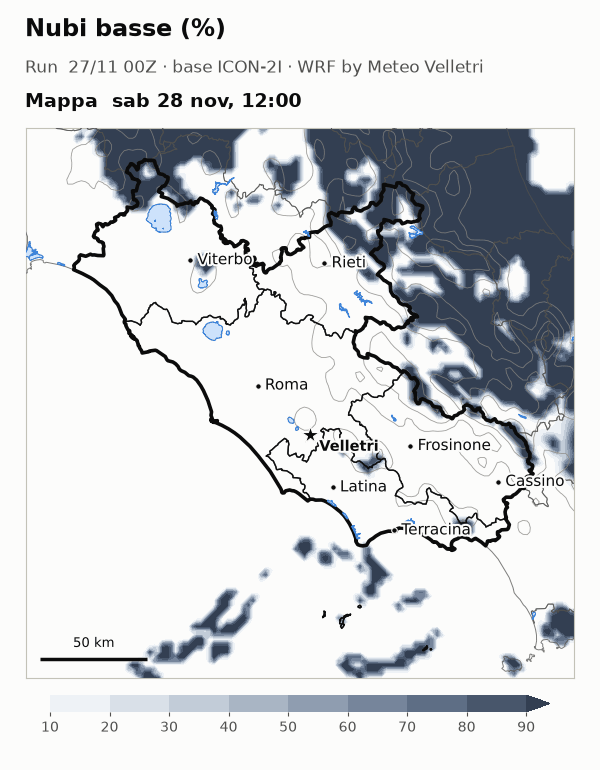 Nubi basse (%)
Run 27/11 00Z · base ICON-2I · WRF by Meteo Velletri
Mappa sab 28 nov, 12:00
Viterbo
Rieti
Roma
Velletri
Frosinone
Cassino
Latina
Terracina
50 km
10 20 30 40 50 60 70 80 90